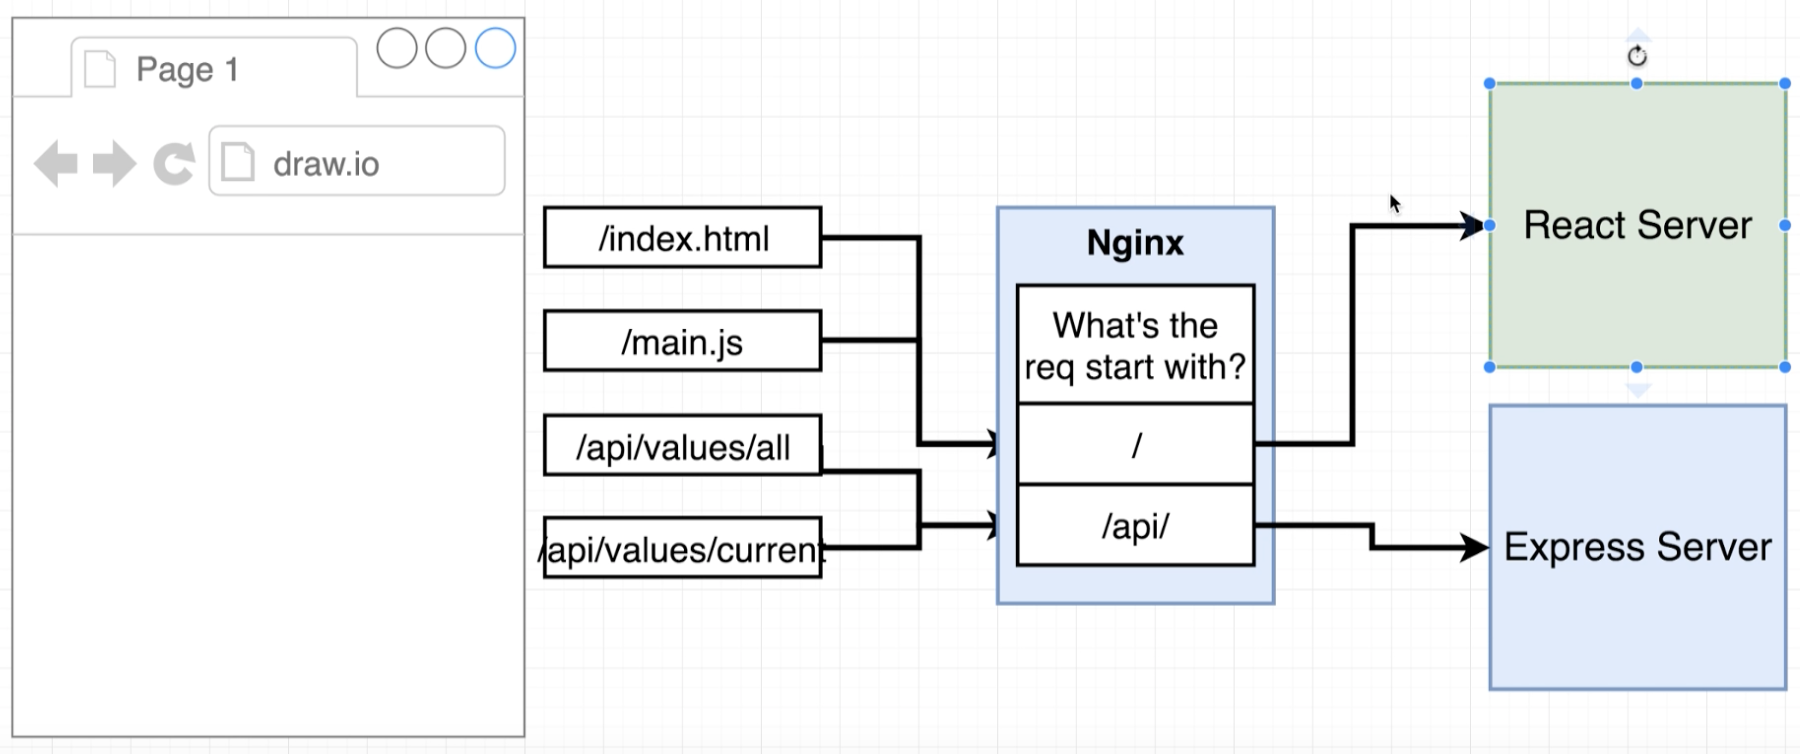 Page 1
draw.io
/index.html
/main.js
/api/values/all
/api/values/current
Nginx
What's the
req start with?
/
/api/
React Server
Express Server